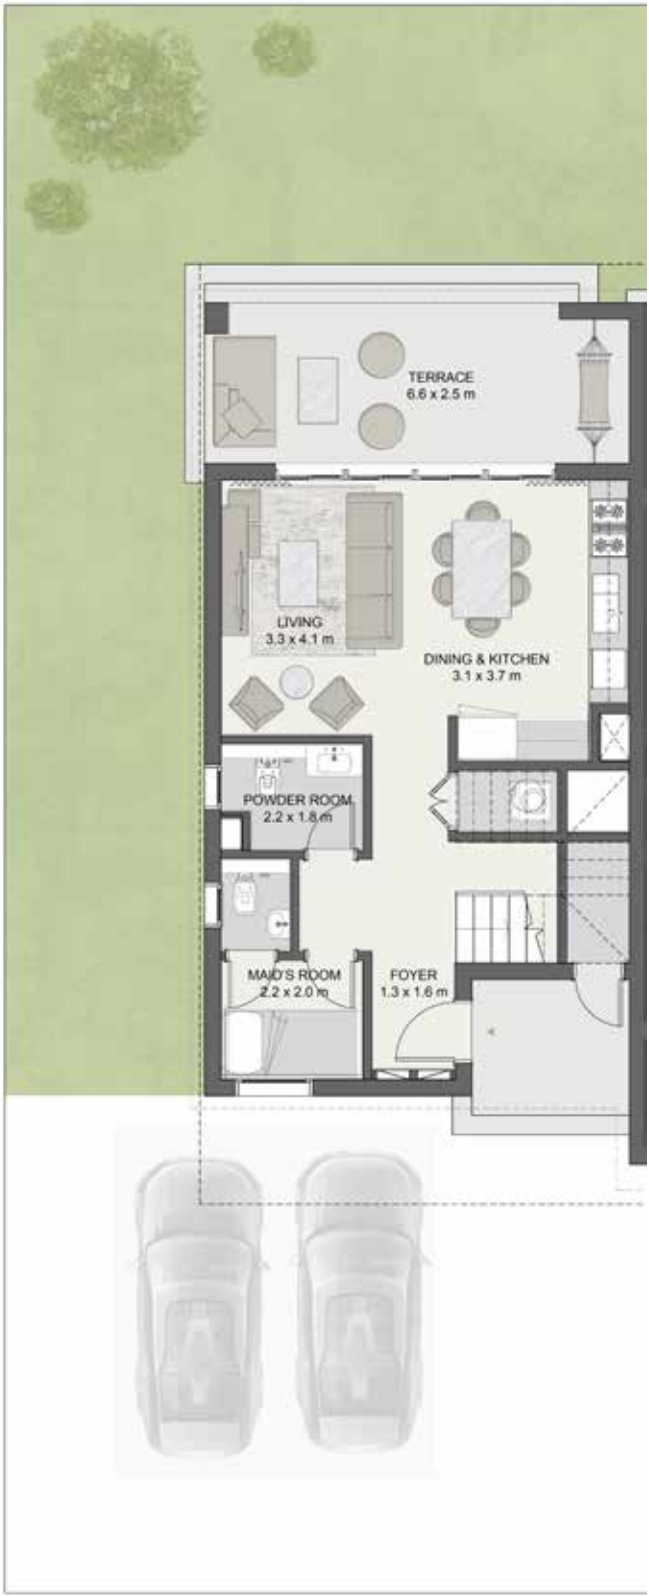 TERRACE
6.6 x 2.5 m
LIVING
3.3 x 4.1 m
DINING & KITCHEN
3.1 x 3.7 m
POWDER ROOM
2.2 x 1.8 m
MAID'S ROOM
2.2 x 2.0 m
FOYER
1.3 x 1.6 m